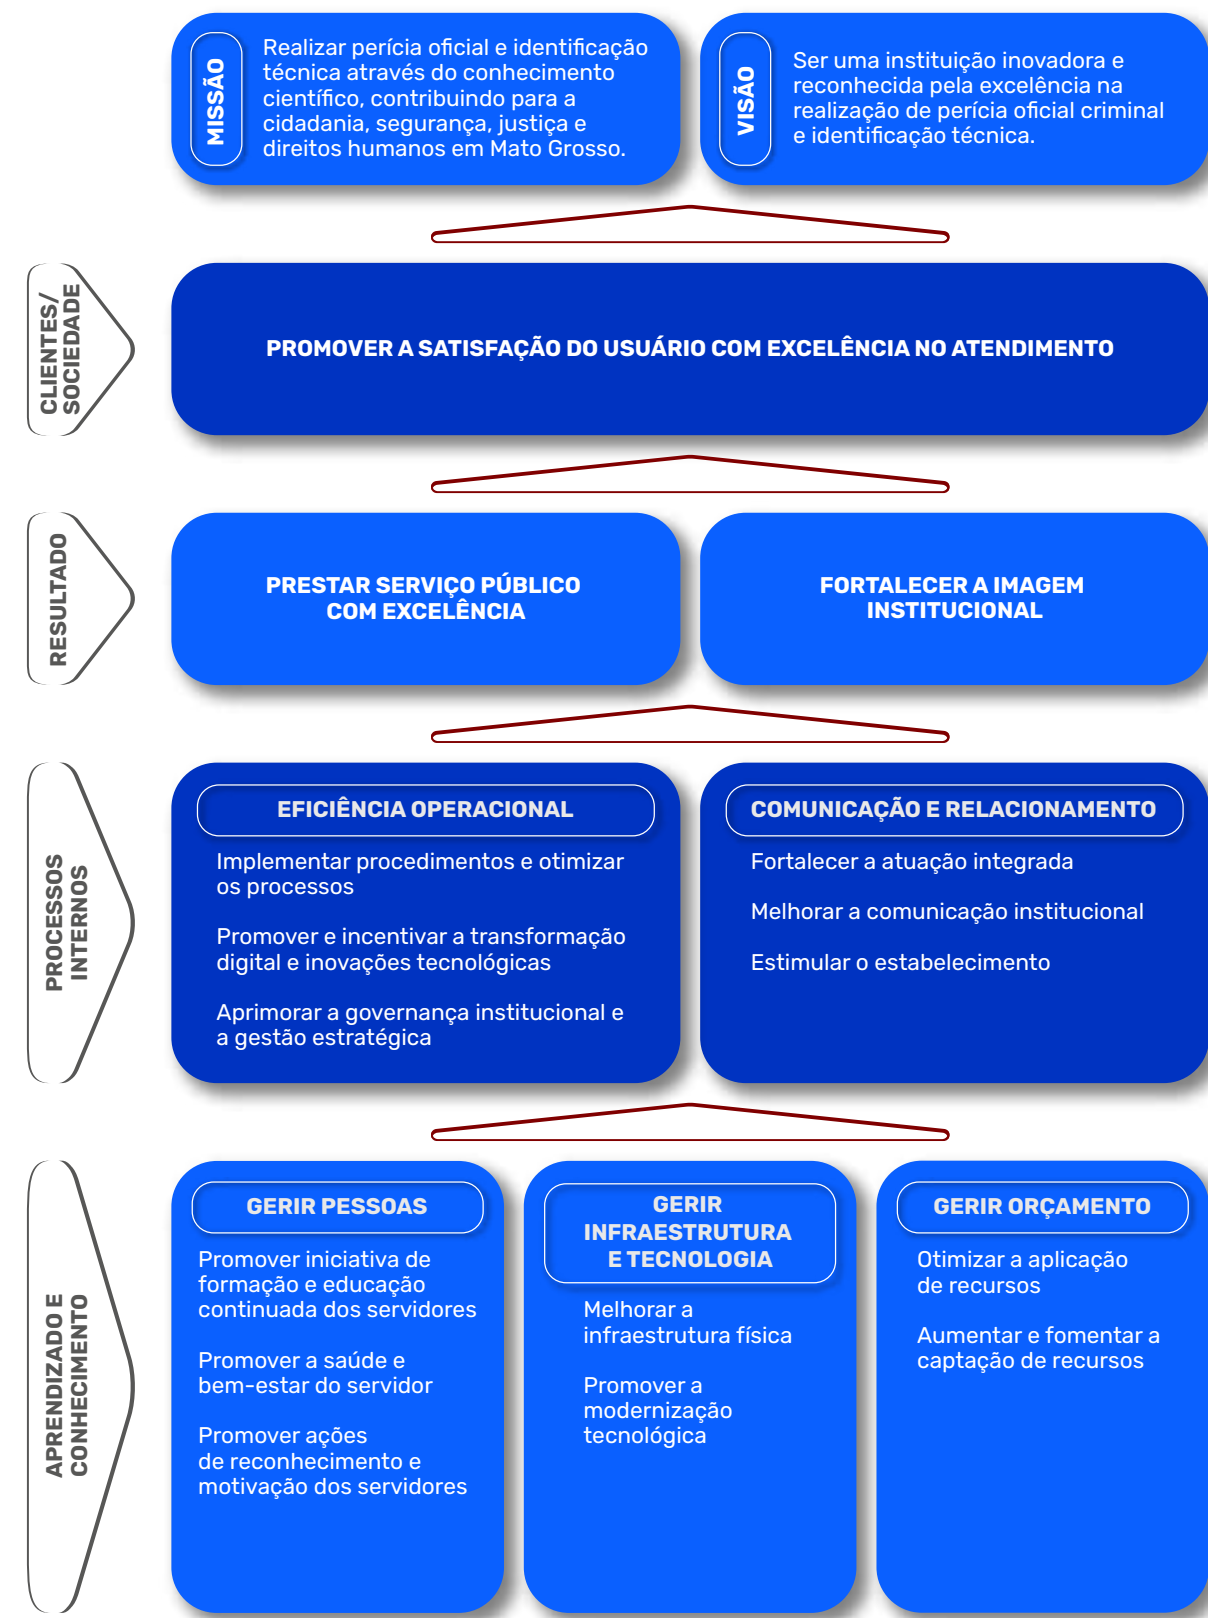 MISSÃO
Realizar perícia oficial e identificação
técnica através do conhecimento
científico, contribuindo para a
cidadania, segurança, justiça e
direitos humanos em Mato Grosso.
VISÃO
Ser uma instituição inovadora e
reconhecida pela excelência na
realização de perícia oficial criminal
e identificação técnica.
CLIENTES/
SOCIEDADE
PROMOVER A SATISFAÇÃO DO USUÁRIO COM EXCELÊNCIA NO ATENDIMENTO
RESULTADO
PRESTAR SERVIÇO PÚBLICO
COM EXCELÊNCIA
FORTALECER A IMAGEM
INSTITUCIONAL
PROCESSOS
INTERNOS
EFICIÊNCIA OPERACIONAL
Implementar procedimentos e otimizar
os processos
Promover e incentivar a transformação
digital e inovações tecnológicas
Aprimorar a governança institucional e
a gestão estratégica
COMUNICAÇÃO E RELACIONAMENTO
Fortalecer a atuação integrada
Melhorar a comunicação institucional
Estimular o estabelecimento
APRENDIZADO E
CONHECIMENTO
GERIR PESSOAS
Promover iniciativa de
formação e educação
continuada dos servidores
Promover a saúde e
bem-estar do servidor
Promover ações
de reconhecimento e
motivação dos servidores
GERIR
INFRAESTRUTURA
E TECNOLOGIA
Melhorar a
infraestrutura física
Promover a
modernização
tecnológica
GERIR ORÇAMENTO
Otimizar a aplicação
de recursos
Aumentar e fomentar a
captação de recursos